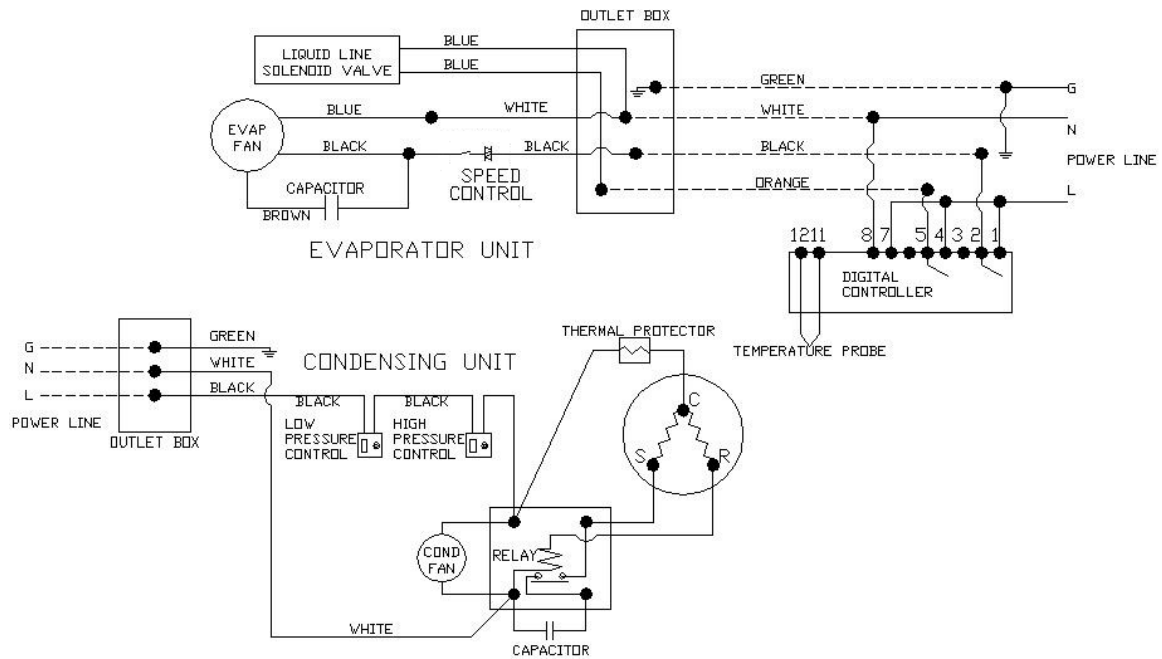 OUTLET BOX
BLUE
LIQUID LINE
SOLENOID VALVE
BLUE
GREEN
G
BLUE
WHITE
WHITE
N
EVAP
FAN
BLACK
BLACK
BLACK
POWER LINE
SPEED
CONTROL
CAPACITOR
BROWN
ORANGE
L
EVAPORATOR UNIT
12 11 8 7 5 4 3 2 1
DIGITAL
CONTROLLER
TEMPERATURE PROBE
THERMAL PROTECTOR
GREEN
G
CONDENSING UNIT
WHITE
N
BLACK
L
BLACK
BLACK
POWER LINE
OUTLET BOX
LOW
PRESSURE
CONTROL
HIGH
PRESSURE
CONTROL
C
S
R
COND
FAN
RELAY
WHITE
CAPACITOR